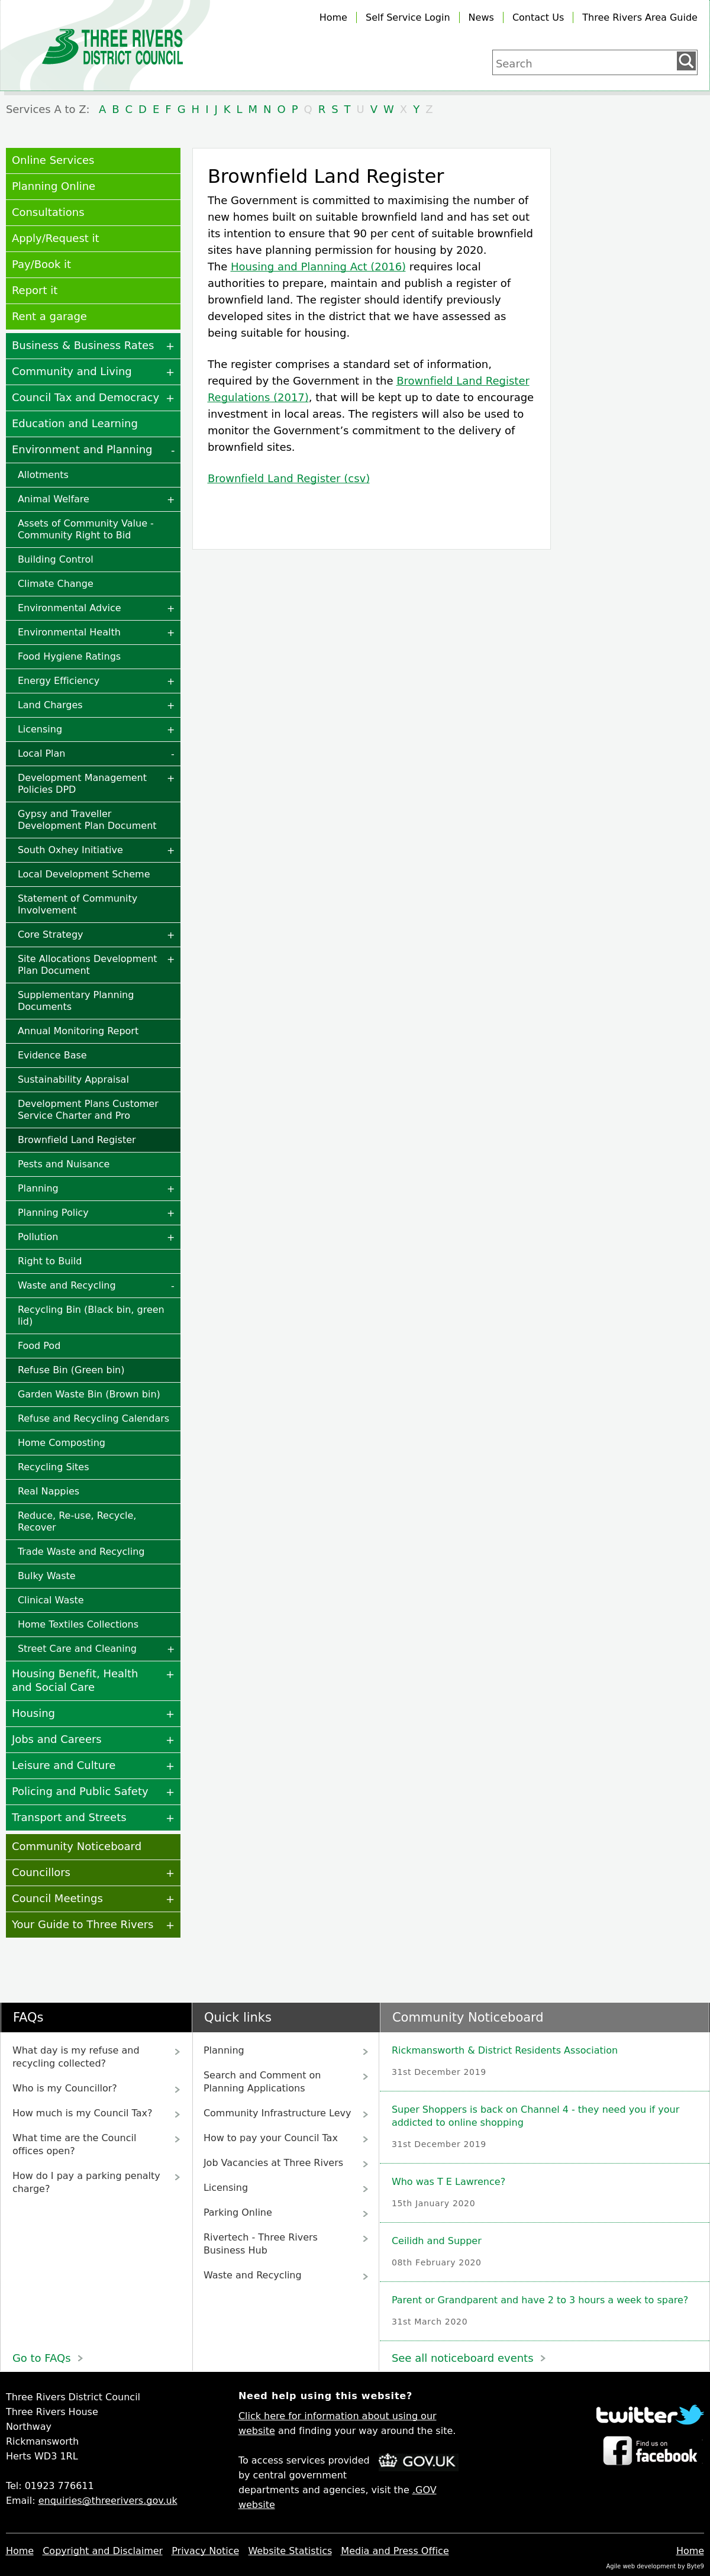 THREE RIVERS
DISTRICT COUNCIL
Home
Self Service Login
News
Contact Us
Three Rivers Area Guide
Search
Services A to Z: A B C D E F G H I J K L M N O P Q R S T U V W X Y Z
Online Services
Planning Online
Consultations
Apply/Request it
Pay/Book it
Report it
Rent a garage
Business & Business Rates +
Community and Living +
Council Tax and Democracy +
Education and Learning
Environment and Planning -
Allotments
Animal Welfare +
Assets of Community Value -
Community Right to Bid
Building Control
Climate Change
Environmental Advice +
Environmental Health +
Food Hygiene Ratings
Energy Efficiency +
Land Charges +
Licensing +
Local Plan -
Development Management +
Policies DPD
Gypsy and Traveller
Development Plan Document
South Oxhey Initiative +
Local Development Scheme
Statement of Community
Involvement
Core Strategy +
Site Allocations Development +
Plan Document
Supplementary Planning
Documents
Annual Monitoring Report
Evidence Base
Sustainability Appraisal
Development Plans Customer
Service Charter and Pro
Brownfield Land Register
Pests and Nuisance
Planning +
Planning Policy +
Pollution +
Right to Build
Waste and Recycling -
Recycling Bin (Black bin, green
lid)
Food Pod
Refuse Bin (Green bin)
Garden Waste Bin (Brown bin)
Refuse and Recycling Calendars
Home Composting
Recycling Sites
Real Nappies
Reduce, Re-use, Recycle,
Recover
Trade Waste and Recycling
Bulky Waste
Clinical Waste
Home Textiles Collections
Street Care and Cleaning +
Housing Benefit, Health +
and Social Care
Housing +
Jobs and Careers +
Leisure and Culture +
Policing and Public Safety +
Transport and Streets +
Community Noticeboard
Councillors +
Council Meetings +
Your Guide to Three Rivers +
Brownfield Land Register
The Government is committed to maximising the number of
new homes built on suitable brownfield land and has set out
its intention to ensure that 90 per cent of suitable brownfield
sites have planning permission for housing by 2020.
The Housing and Planning Act (2016) requires local
authorities to prepare, maintain and publish a register of
brownfield land. The register should identify previously
developed sites in the district that we have assessed as
being suitable for housing.
The register comprises a standard set of information,
required by the Government in the Brownfield Land Register
Regulations (2017), that will be kept up to date to encourage
investment in local areas. The registers will also be used to
monitor the Government’s commitment to the delivery of
brownfield sites.
Brownfield Land Register (csv)
FAQs
What day is my refuse and
recycling collected?
Who is my Councillor?
How much is my Council Tax?
What time are the Council
offices open?
How do I pay a parking penalty
charge?
Go to FAQs
Quick links
Planning
Search and Comment on
Planning Applications
Community Infrastructure Levy
How to pay your Council Tax
Job Vacancies at Three Rivers
Licensing
Parking Online
Rivertech - Three Rivers
Business Hub
Waste and Recycling
Community Noticeboard
Rickmansworth & District Residents Association
31st December 2019
Super Shoppers is back on Channel 4 - they need you if your
addicted to online shopping
31st December 2019
Who was T E Lawrence?
15th January 2020
Ceilidh and Supper
08th February 2020
Parent or Grandparent and have 2 to 3 hours a week to spare?
31st March 2020
See all noticeboard events
Three Rivers District Council
Three Rivers House
Northway
Rickmansworth
Herts WD3 1RL
Tel: 01923 776611
Email: enquiries@threerivers.gov.uk
Need help using this website?
Click here for information about using our
website and finding your way around the site.
To access services provided
by central government
departments and agencies, visit the .GOV
website
GOV.UK
twitter
Find us on
facebook
Home
Copyright and Disclaimer
Privacy Notice
Website Statistics
Media and Press Office
Home
Agile web development by Byte9